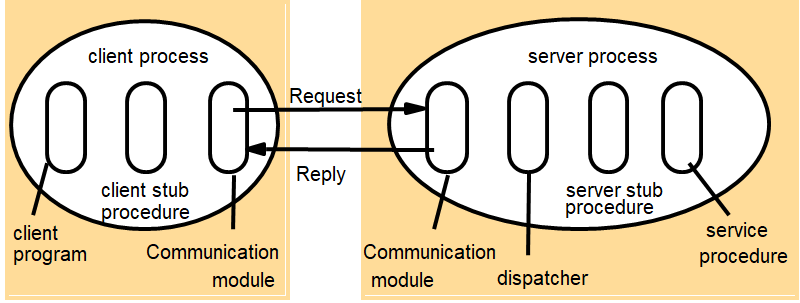 client process
server process
Request
Reply
client stub
procedure
server stub
procedure
client
program
Communication
module
Communication
module
dispatcher
service
procedure